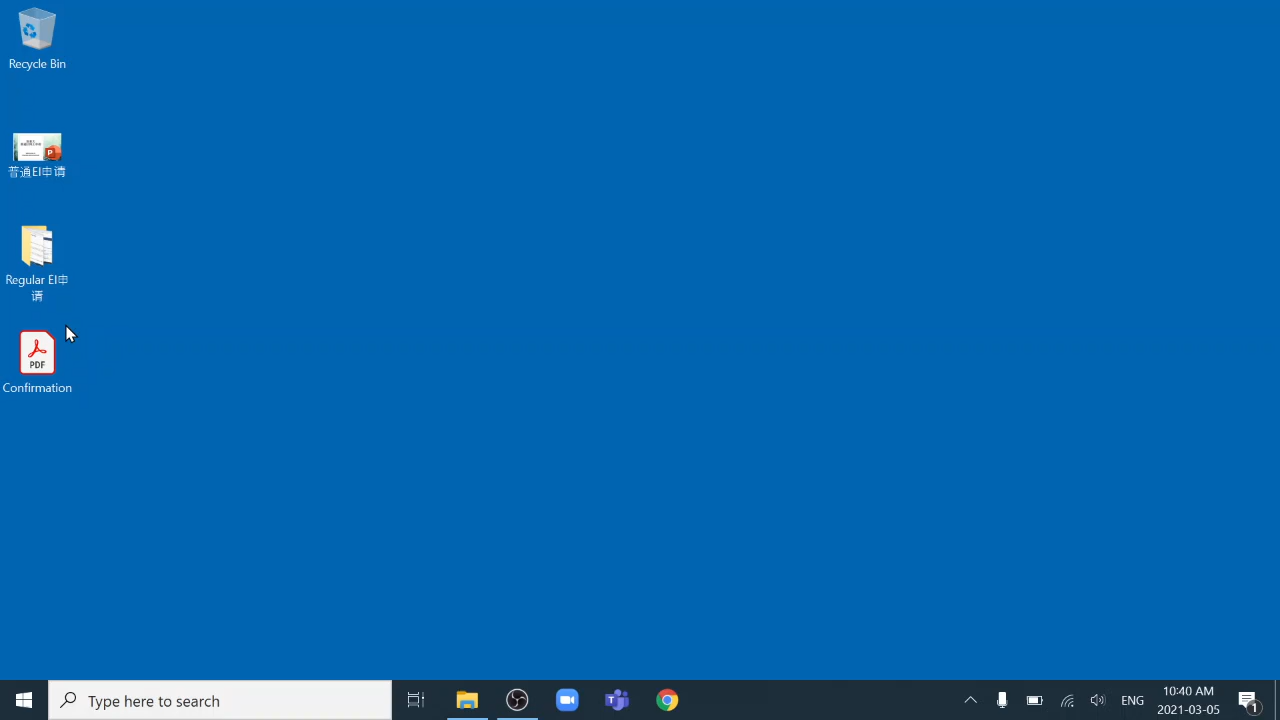 Recycle Bin
普通EI申请
Regular EI申
请
PDF
Confirmation
Type here to search
ENG
10:40 AM
2021-03-05
1